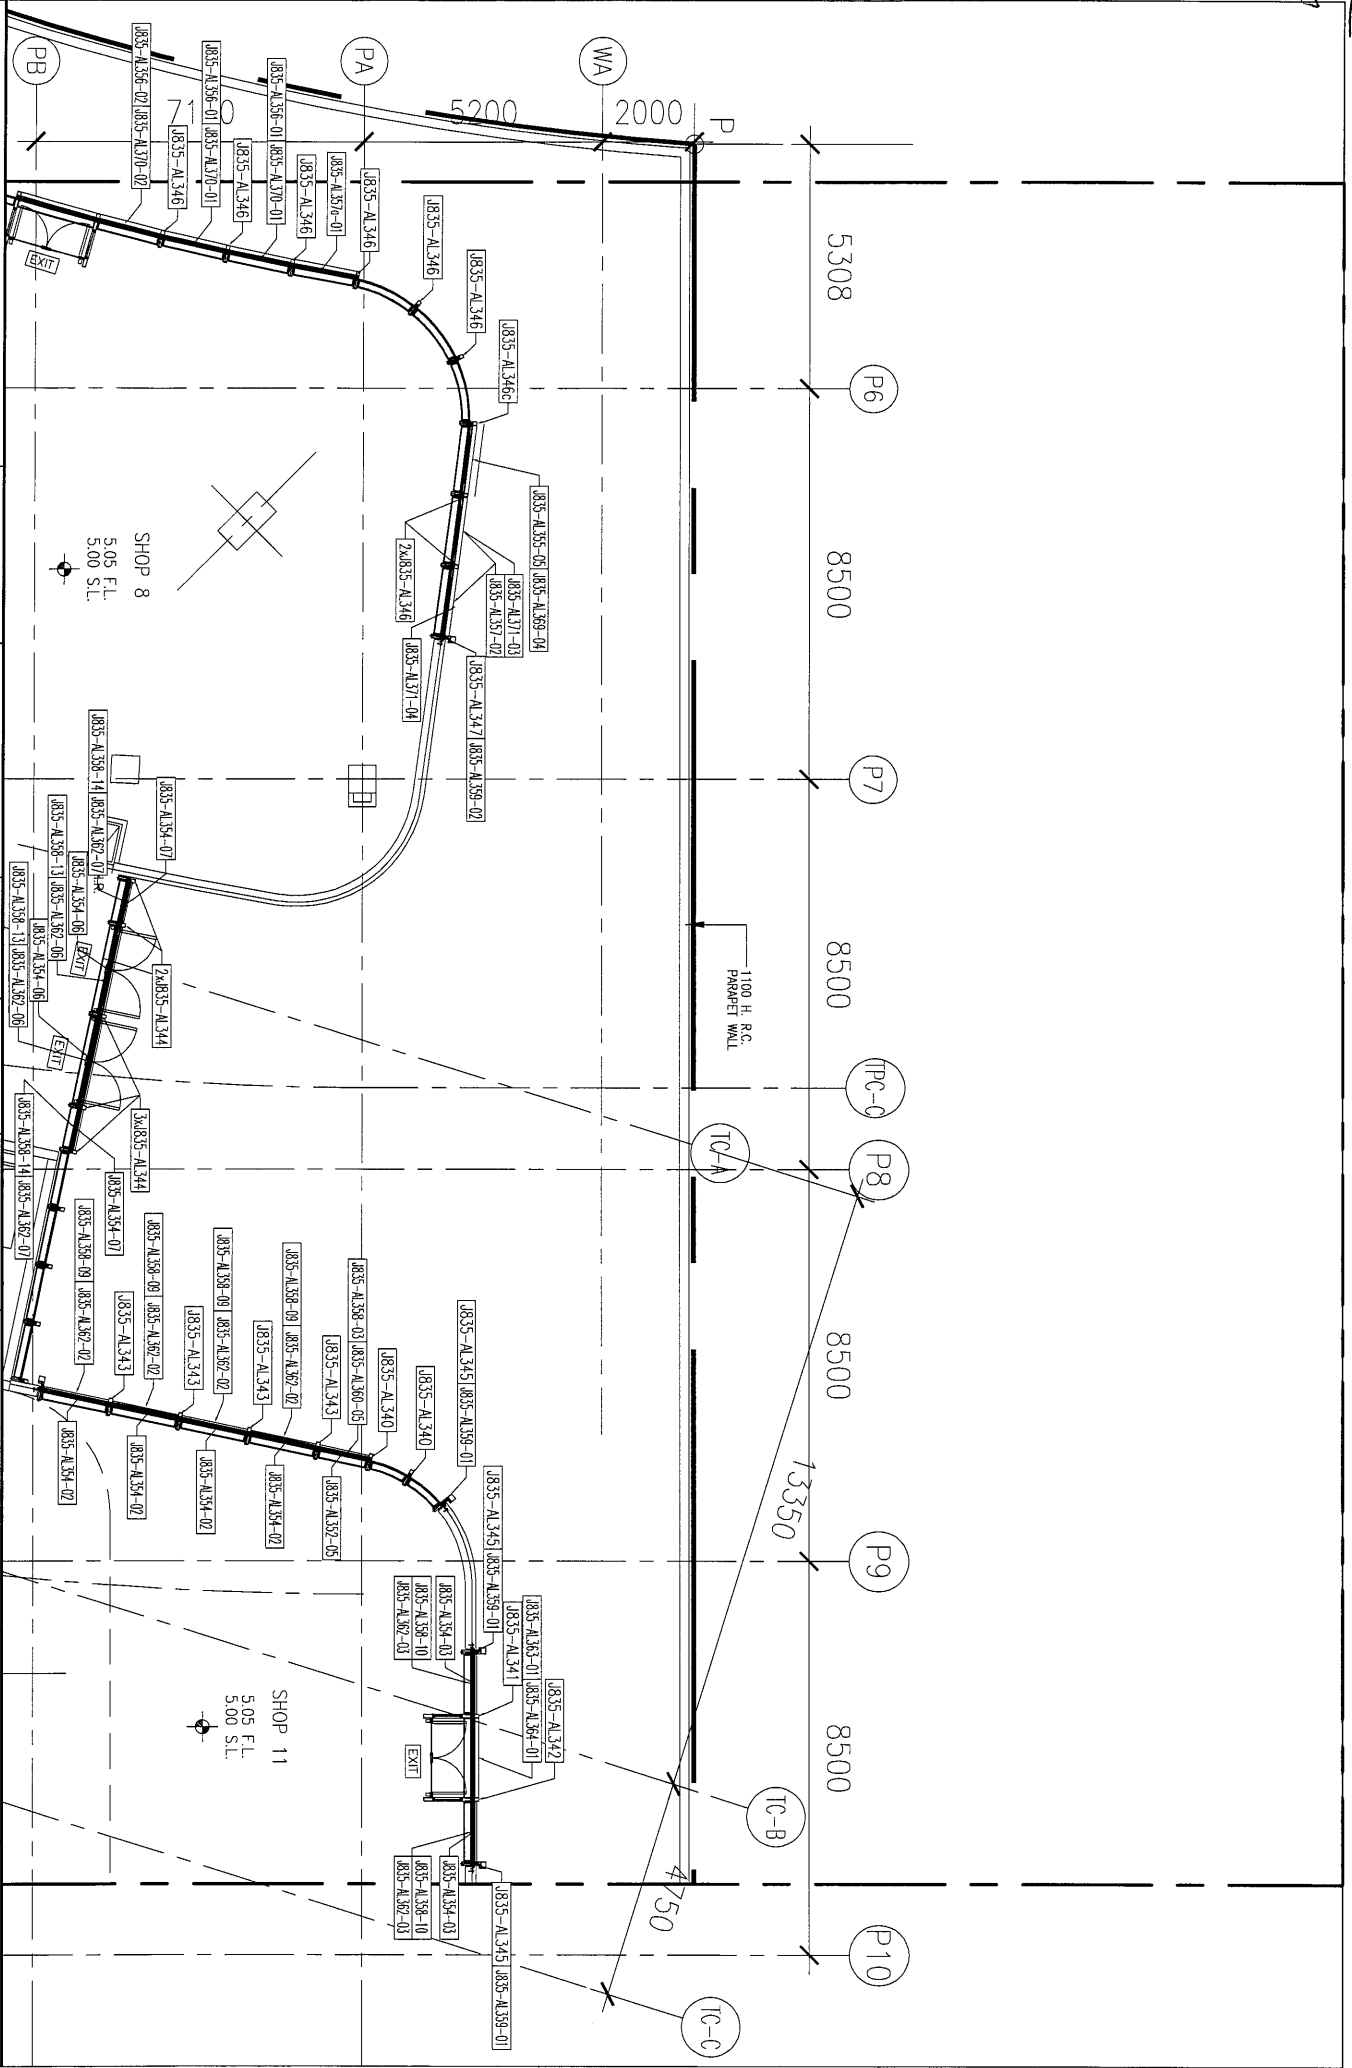 PB
PA
WA
P
7100
5200
2000
5308
8500
8500
8500
8500
13350
4750
P6
P7
TPC-C
P8
P9
P10
TC-A
TC-B
TC-C
J835-AL356-02 J835-AL370-02
J835-AL346
J835-AL356-01 J835-AL370-01
J835-AL346
J835-AL356-01 J835-AL370-01
J835-AL346
J835-AL357a-01
J835-AL346
J835-AL346
J835-AL346
J835-AL346c
EXIT
J835-AL355-05 J835-AL369-04
J835-AL371-03
J835-AL357-02
2xJ835-AL346
J835-AL371-04
J835-AL347 J835-AL359-02
SHOP 8
5.05 F.L.
5.00 S.L.
1100 H. R.C.
PARAPET WALL
J835-AL354-07
J835-AL358-14 J835-AL362-07
H.R.
J835-AL354-06
J835-AL358-13 J835-AL362-06
J835-AL354-06
J835-AL358-13 J835-AL362-06
EXIT
EXIT
2xJ835-AL344
3xJ835-AL344
J835-AL354-07
J835-AL358-14 J835-AL362-07
J835-AL358-09 J835-AL362-02
J835-AL343
J835-AL358-09 J835-AL362-02
J835-AL343
J835-AL358-09 J835-AL362-02
J835-AL343
J835-AL358-09 J835-AL362-02
J835-AL343
J835-AL358-03 J835-AL360-05
J835-AL340
J835-AL340
J835-AL345 J835-AL359-01
J835-AL354-02
J835-AL354-02
J835-AL354-02
J835-AL354-02
J835-AL352-05
J835-AL345 J835-AL359-01
J835-AL354-03
J835-AL358-10
J835-AL362-03
J835-AL341
J835-AL363-01 J835-AL364-01
J835-AL342
EXIT
J835-AL354-03
J835-AL358-10
J835-AL362-03
J835-AL345 J835-AL359-01
SHOP 11
5.05 F.L.
5.00 S.L.